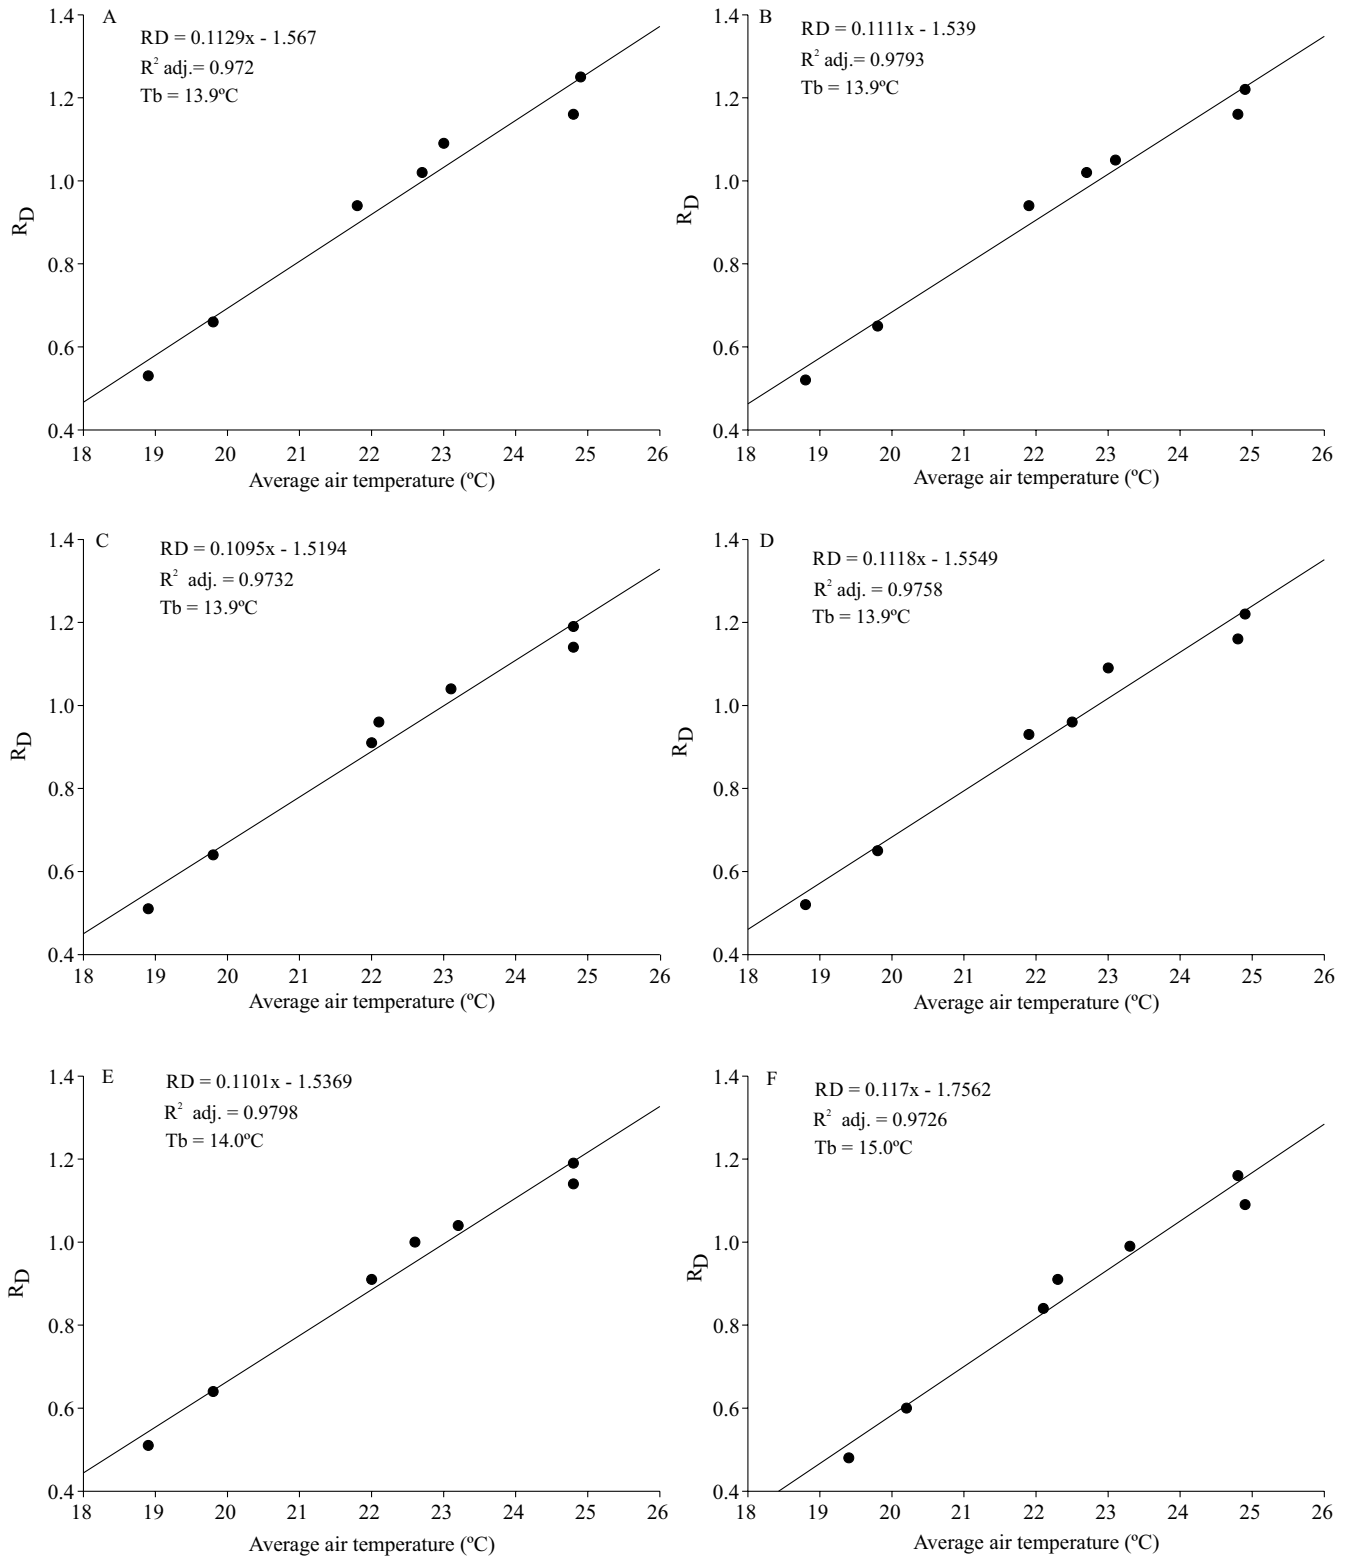 A
RD = 0.1129x - 1.567
R² adj.= 0.972
Tb = 13.9ºC
1.4
1.2
1.0
0.8
0.6
0.4
R_D
18 19 20 21 22 23 24 25 26
Average air temperature (ºC)
B
RD = 0.1111x - 1.539
R² adj.= 0.9793
Tb = 13.9ºC
1.4
1.2
1.0
0.8
0.6
0.4
R_D
18 19 20 21 22 23 24 25 26
Average air temperature (ºC)
C
RD = 0.1095x - 1.5194
R² adj. = 0.9732
Tb = 13.9ºC
1.4
1.2
1.0
0.8
0.6
0.4
R_D
18 19 20 21 22 23 24 25 26
Average air temperature (ºC)
D
RD = 0.1118x - 1.5549
R² adj. = 0.9758
Tb = 13.9ºC
1.4
1.2
1.0
0.8
0.6
0.4
R_D
18 19 20 21 22 23 24 25 26
Average air temperature (ºC)
E
RD = 0.1101x - 1.5369
R² adj. = 0.9798
Tb = 14.0ºC
1.4
1.2
1.0
0.8
0.6
0.4
R_D
18 19 20 21 22 23 24 25 26
Average air temperature (ºC)
F
RD = 0.117x - 1.7562
R² adj. = 0.9726
Tb = 15.0ºC
1.4
1.2
1.0
0.8
0.6
0.4
R_D
18 19 20 21 22 23 24 25 26
Average air temperature (ºC)